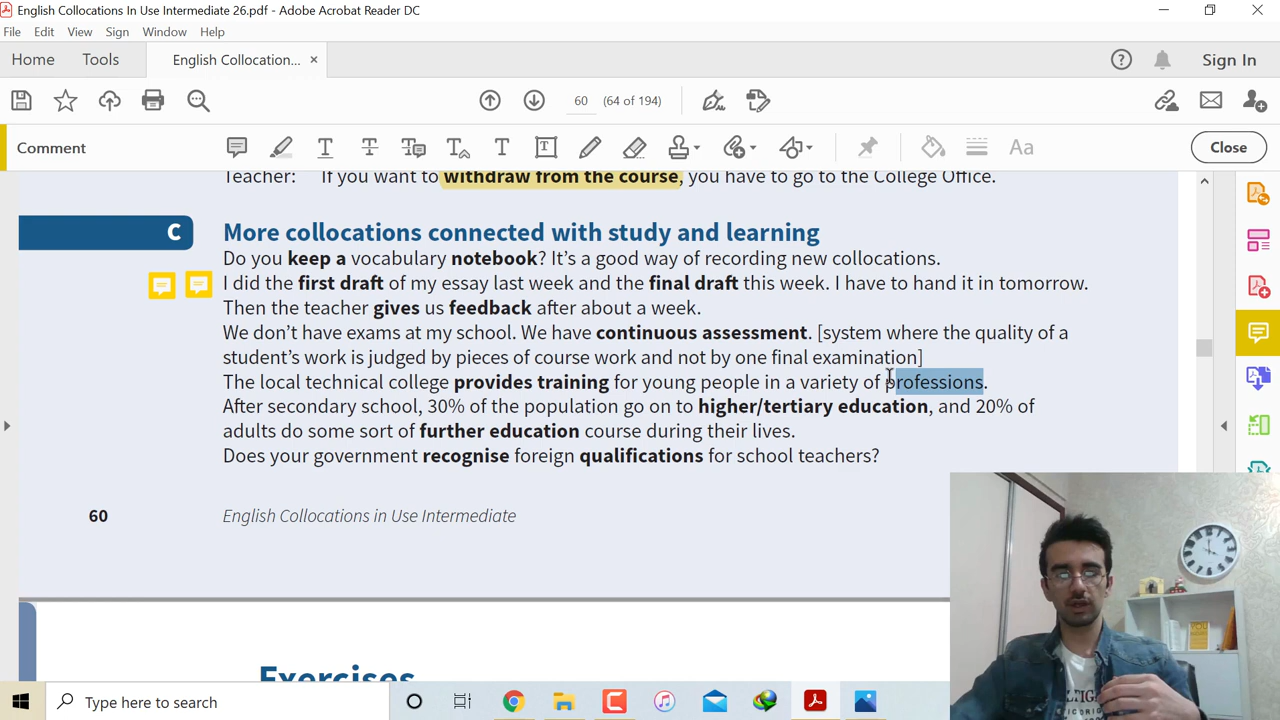 English Collocations In Use Intermediate 26.pdf - Adobe Acrobat Reader DC
File Edit View Sign Window Help
Home Tools English Collocation... × Sign In
60 (64 of 194)
Comment Aa Close
Teacher: If you want to withdraw from the course, you have to go to the College Office.
C More collocations connected with study and learning
Do you keep a vocabulary notebook? It's a good way of recording new collocations.
I did the first draft of my essay last week and the final draft this week. I have to hand it in tomorrow.
Then the teacher gives us feedback after about a week.
We don't have exams at my school. We have continuous assessment. [system where the quality of a
student's work is judged by pieces of course work and not by one final examination]
The local technical college provides training for young people in a variety of professions.
After secondary school, 30% of the population go on to higher/tertiary education, and 20% of
adults do some sort of further education course during their lives.
Does your government recognise foreign qualifications for school teachers?
60 English Collocations in Use Intermediate
Exercises
Type here to search